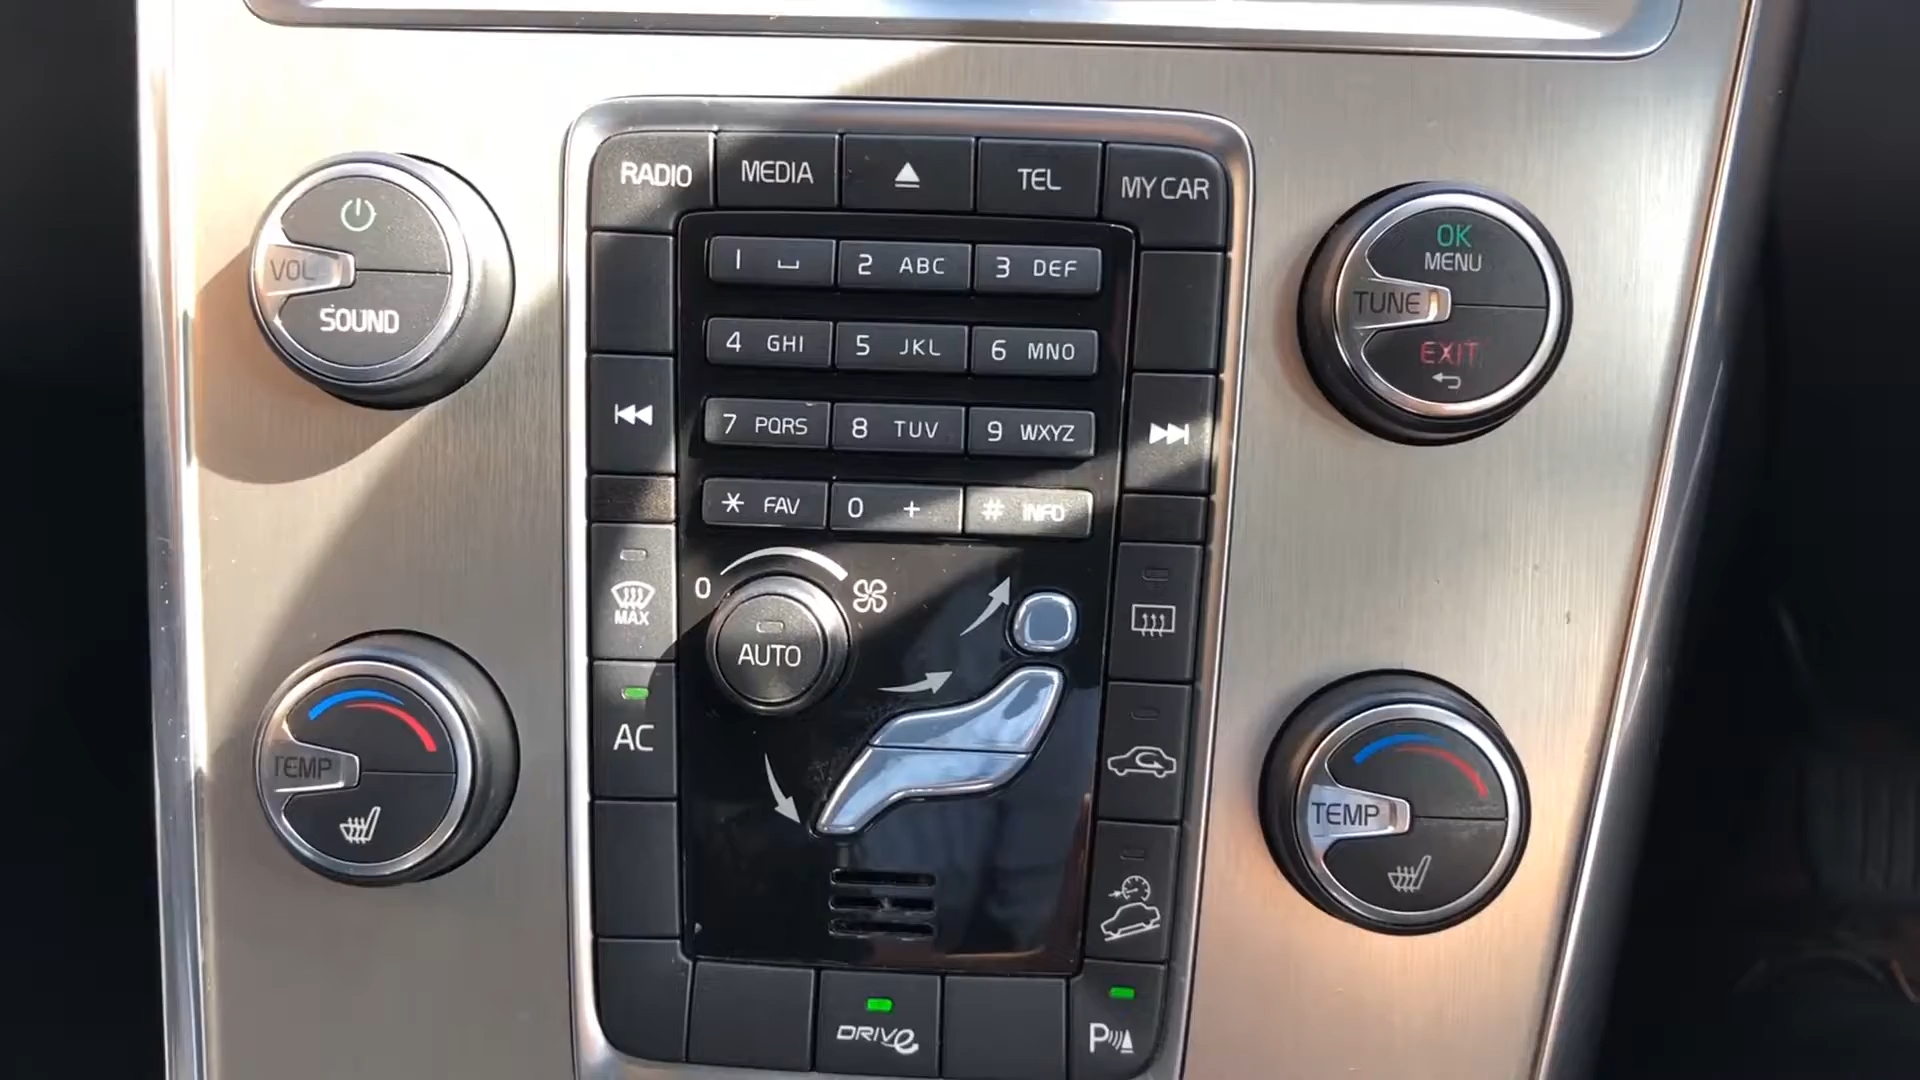 RADIO
MEDIA
TEL
MY CAR
VOL
SOUND
1
2 ABC
3 DEF
OK
MENU
TUNE
EXIT
4 GHI
5 JKL
6 MNO
7 PQRS
8 TUV
9 WXYZ
* FAV
0 +
# INFO
MAX
0
AUTO
AC
TEMP
TEMP
DRIVe
P